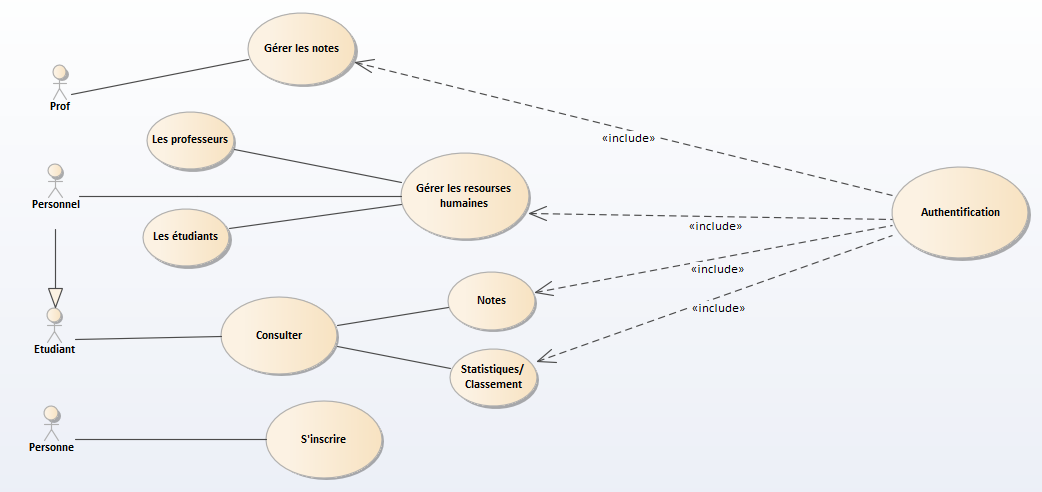 Gérer les notes
Prof
«include»
Les professeurs
Personnel
Gérer les resourses
humaines
Authentification
Les étudiants
«include»
«include»
Notes
«include»
Consulter
Etudiant
Statistiques/
Classement
S'inscrire
Personne